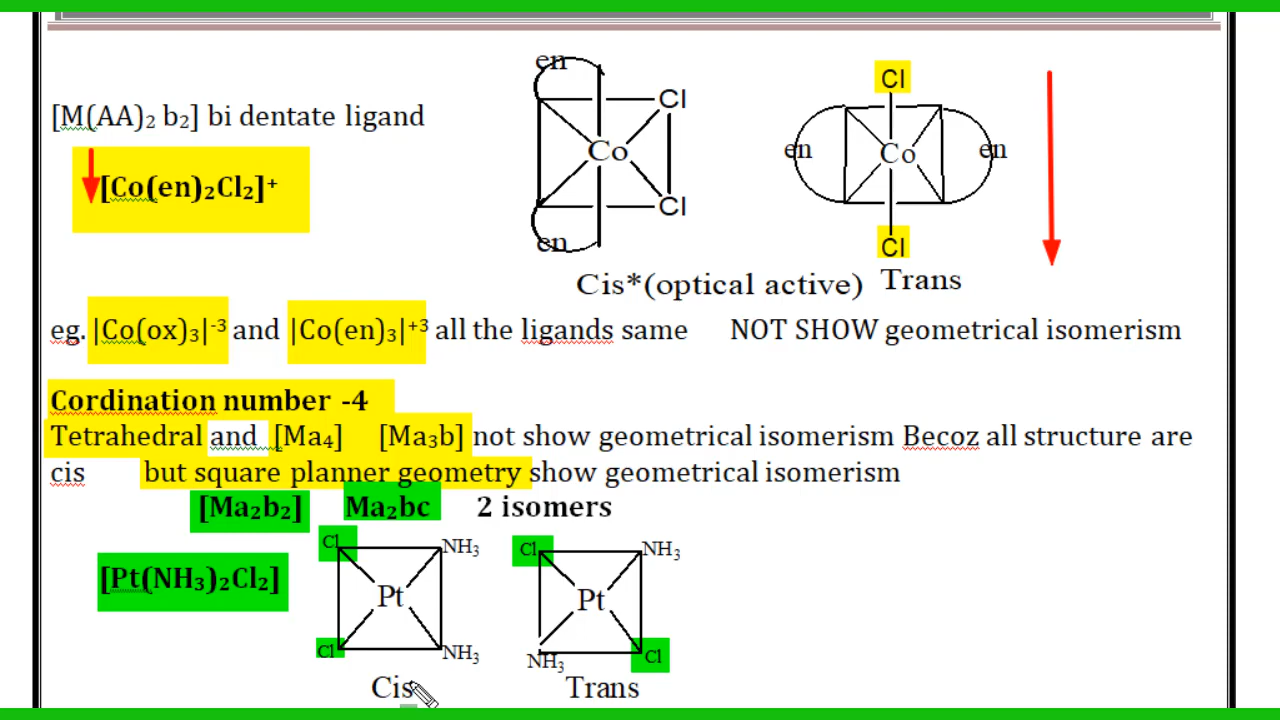 en
Cl
Cl
[M(AA)₂ b₂] bi dentate ligand
Co
en
Co
en
[Co(en)₂Cl₂]⁺
Cl
en
Cl
Cis*(optical active) Trans
eg. |Co(ox)₃|⁻³ and |Co(en)₃|⁺³ all the ligands same NOT SHOW geometrical isomerism
Cordination number -4
Tetrahedral and [Ma₄] [Ma₃b] not show geometrical isomerism Becoz all structure are
cis but square planner geometry show geometrical isomerism
[Ma₂b₂] Ma₂bc 2 isomers
Cl NH₃ Cl NH₃
[Pt(NH₃)₂Cl₂]
Pt Pt
Cl NH₃ NH₃ Cl
Cis Trans